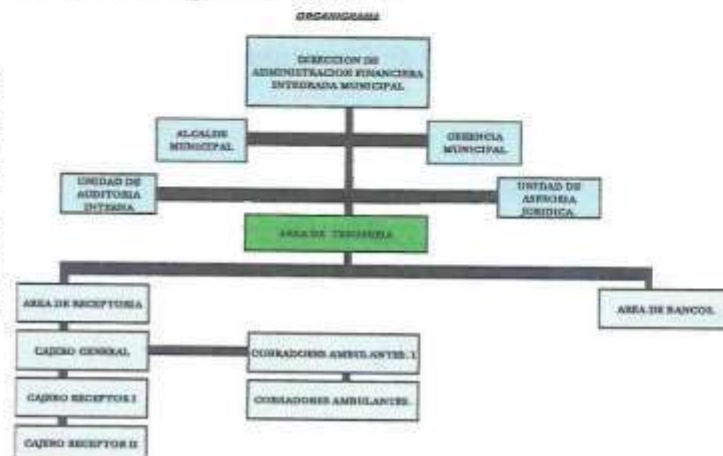 ORGANIGRAMA
DIRECCION DE
ADMINISTRACION FINANCIERA
INTEGRADA MUNICIPAL
ALCALDE
MUNICIPAL
GERENCIA
MUNICIPAL
UNIDAD DE
AUDITORIA
INTERNA
UNIDAD DE
ASESORIA
JURIDICA.
AREA DE TESORERIA
AREA DE RECEPTORIA
AREA DE BANCOS.
CAJERO GENERAL
COBRADORES AMBULANTES. I
CAJERO RECEPTOR I
COBRADORES AMBULANTES.
CAJERO RECEPTOR II